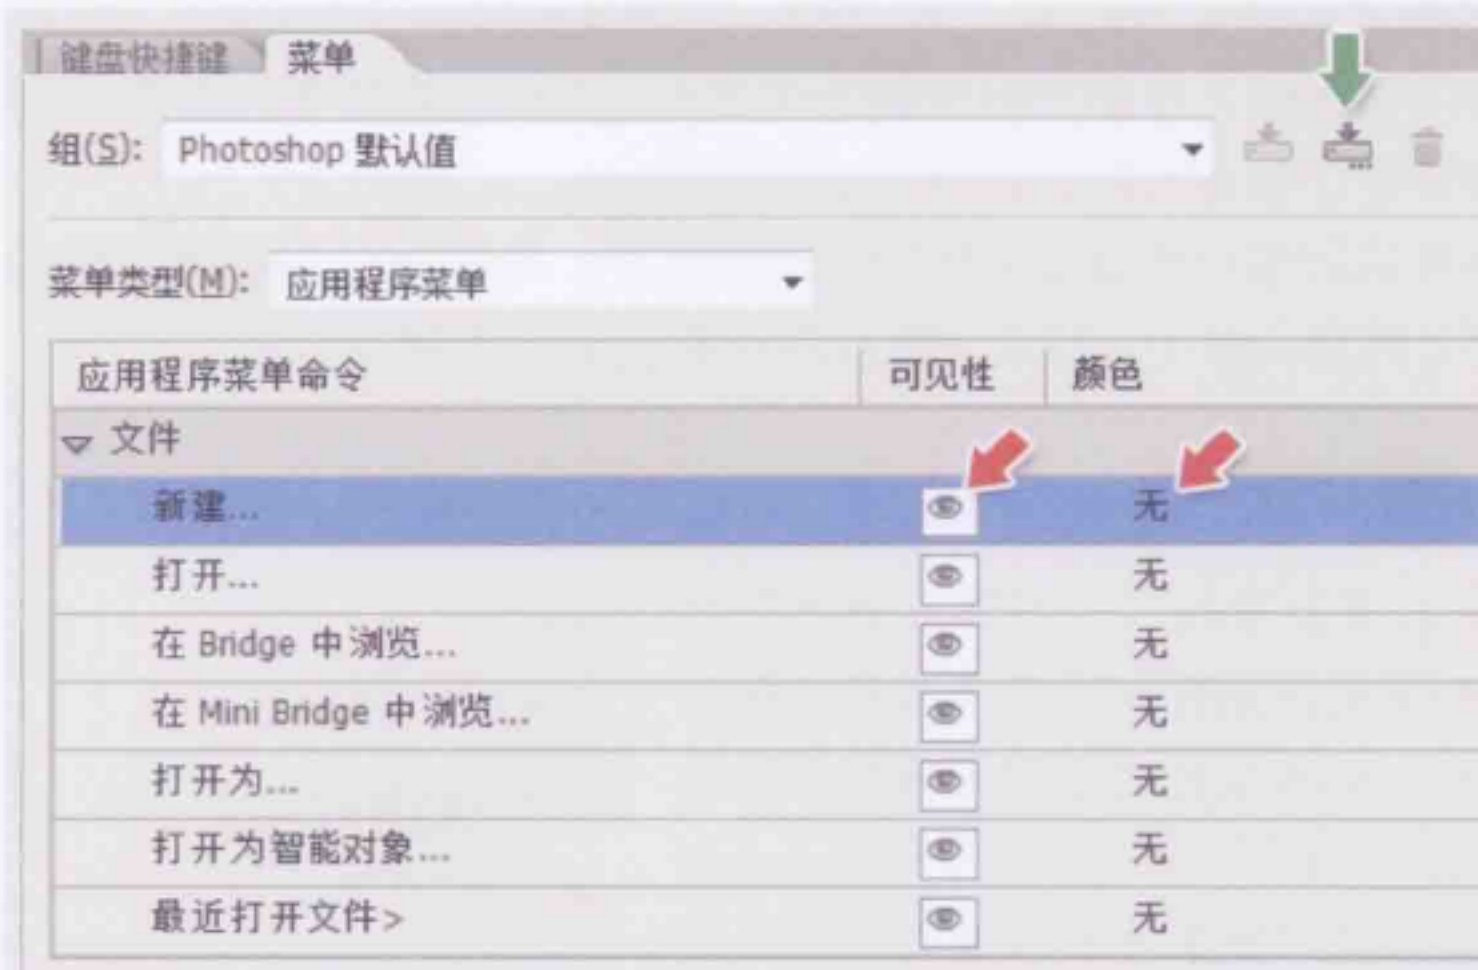 键盘快捷键 菜单
组(S): Photoshop 默认值
菜单类型(M): 应用程序菜单
应用程序菜单命令 可见性 颜色
文件
新建... 无
打开... 无
在 Bridge 中浏览... 无
在 Mini Bridge 中浏览... 无
打开为... 无
打开为智能对象... 无
最近打开文件> 无